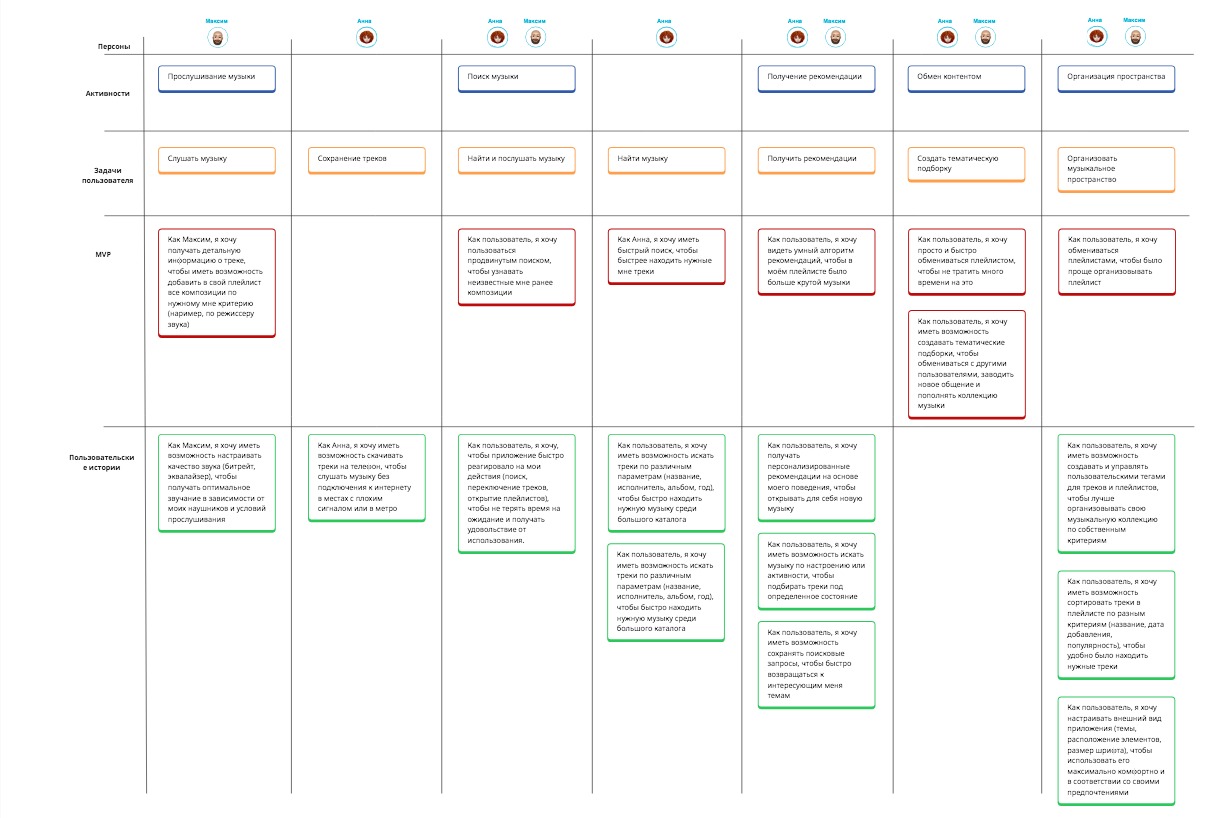 Максим
Анна
Анна
Максим
Анна
Анна
Максим
Анна
Максим
Анна
Максим
Персоны
Активности
Прослушивание музыки
Поиск музыки
Получение рекомендации
Обмен контентом
Организация пространства
Задачи
пользователя
Слушать музыку
Сохранение треков
Найти и послушать музыку
Найти музыку
Получить рекомендации
Создать тематическую
подборку
Организовать
музыкальное
пространство
MVP
Как Максим, я хочу
получать детальную
информацию о треке,
чтобы иметь возможность
добавить в свой плейлист
все композиции по
нужному мне критерию
(наример, по режиссеру
звука)
Как пользователь, я хочу
пользоваться
продвинутым поиском,
чтобы узнавать
неизвестные мне ранее
композиции
Как Анна, я хочу иметь
быстрый поиск, чтобы
быстрее находить нужные
мне треки
Как пользователь, я хочу
видеть умный алгоритм
рекомендаций, чтобы в
моём плейлисте было
больше крутой музыки
Как пользователь, я хочу
просто и быстро
обмениваться плейлистом,
чтобы не тратить много
времени на это
Как пользователь, я хочу
иметь возможность
создавать тематические
подборки, чтобы
обмениваться с другими
пользователями, заводить
новое общение и
пополнять коллекцию
музыки
Как пользователь, я хочу
обмениваться
плейлистами, чтобы было
проще организовывать
плейлист
Пользовательски
е истории
Как Максим, я хочу иметь
возможность настраивать
качество звука (битрейт,
эквалайзер), чтобы
получать оптимальное
звучание в зависимости от
моих наушников и условий
прослушивания
Как Анна, я хочу иметь
возможность скачивать
треки на телефон, чтобы
слушать музыку без
подключения к интернету
в местах с плохим
сигналом или в метро
Как пользователь, я хочу,
чтобы приложение быстро
реагировало на мои
действия (поиск,
переключение треков,
открытие плейлистов),
чтобы не терять время на
ожидание и получать
удовольствие от
использования.
Как пользователь, я хочу
иметь возможность искать
треки по различным
параметрам (название,
исполнитель, альбом, год),
чтобы быстро находить
нужную музыку среди
большого каталога
Как пользователь, я хочу
иметь возможность искать
треки по различным
параметрам (название,
исполнитель, альбом, год),
чтобы быстро находить
нужную музыку среди
большого каталога
Как пользователь, я хочу
получать
персонализированные
рекомендации на основе
моего поведения, чтобы
открывать для себя новую
музыку
Как пользователь, я хочу
иметь возможность искать
музыку по настроению или
активности, чтобы
подбирать треки под
определенное состояние
Как пользователь, я хочу
иметь возможность
сохранять поисковые
запросы, чтобы быстро
возвращаться к
интересующим меня
темам
Как пользователь, я хочу
иметь возможность
создавать и управлять
пользовательскими тегами
для треков и плейлистов,
чтобы лучше
организовывать свою
музыкальную коллекцию
по собственным
критериям
Как пользователь, я хочу
иметь возможность
сортировать треки в
плейлисте по разным
критериям (название, дата
добавления,
популярность), чтобы
удобно было находить
нужные треки
Как пользователь, я хочу
настраивать внешний вид
приложения (темы,
расположение элементов,
размер шрифта), чтобы
использовать его
максимально комфортно и
в соответствии со своими
предпочтениями